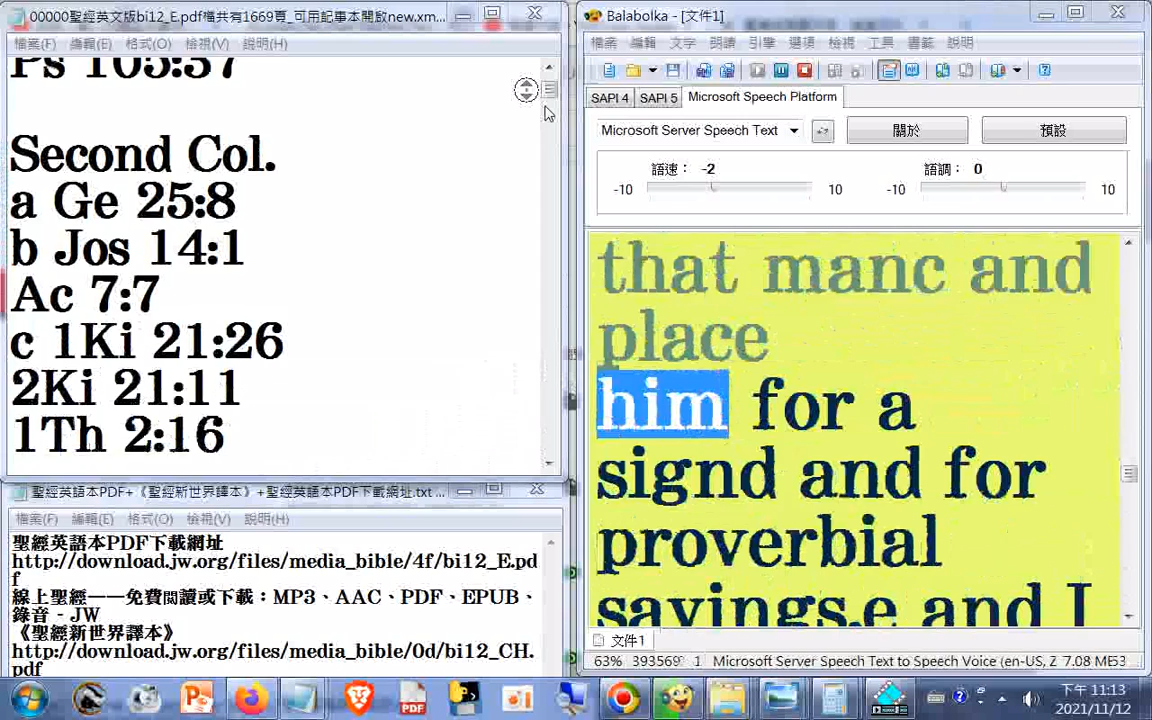 00000聖經英文版bi12_E.pdf檔共有1669頁_可用記事本開啟new.xm...
檔案(F) 編輯(E) 格式(O) 檢視(V) 說明(H)
Ps 105:37
Second Col.
a Ge 25:8
b Jos 14:1
Ac 7:7
c 1Ki 21:26
2Ki 21:11
1Th 2:16
聖經英語本PDF+《聖經新世界譯本》+聖經英語本PDF下載網址.txt ...
檔案(F) 編輯(E) 格式(O) 檢視(V) 說明(H)
聖經英語本PDF下載網址
http://download.jw.org/files/media_bible/4f/bi12_E.pd
f
線上聖經——免費閱讀或下載：MP3、AAC、PDF、EPUB、
錄音 - JW
《聖經新世界譯本》
http://download.jw.org/files/media_bible/0d/bi12_CH.
pdf
Balabolka - [文件1]
檔案 編輯 文字 朗讀 引擎 選項 檢視 工具 書籤 說明
SAPI 4 SAPI 5 Microsoft Speech Platform
Microsoft Server Speech Text 關於 預設
語速： -2 語調： 0
-10 10 -10 10
that manc and
place
him for a
signd and for
proverbial
sayings,e and I
文件1
63% 393569 1 Microsoft Server Speech Text to Speech Voice (en-US, Z 7.08 ME53
下午 11:13
2021/11/12